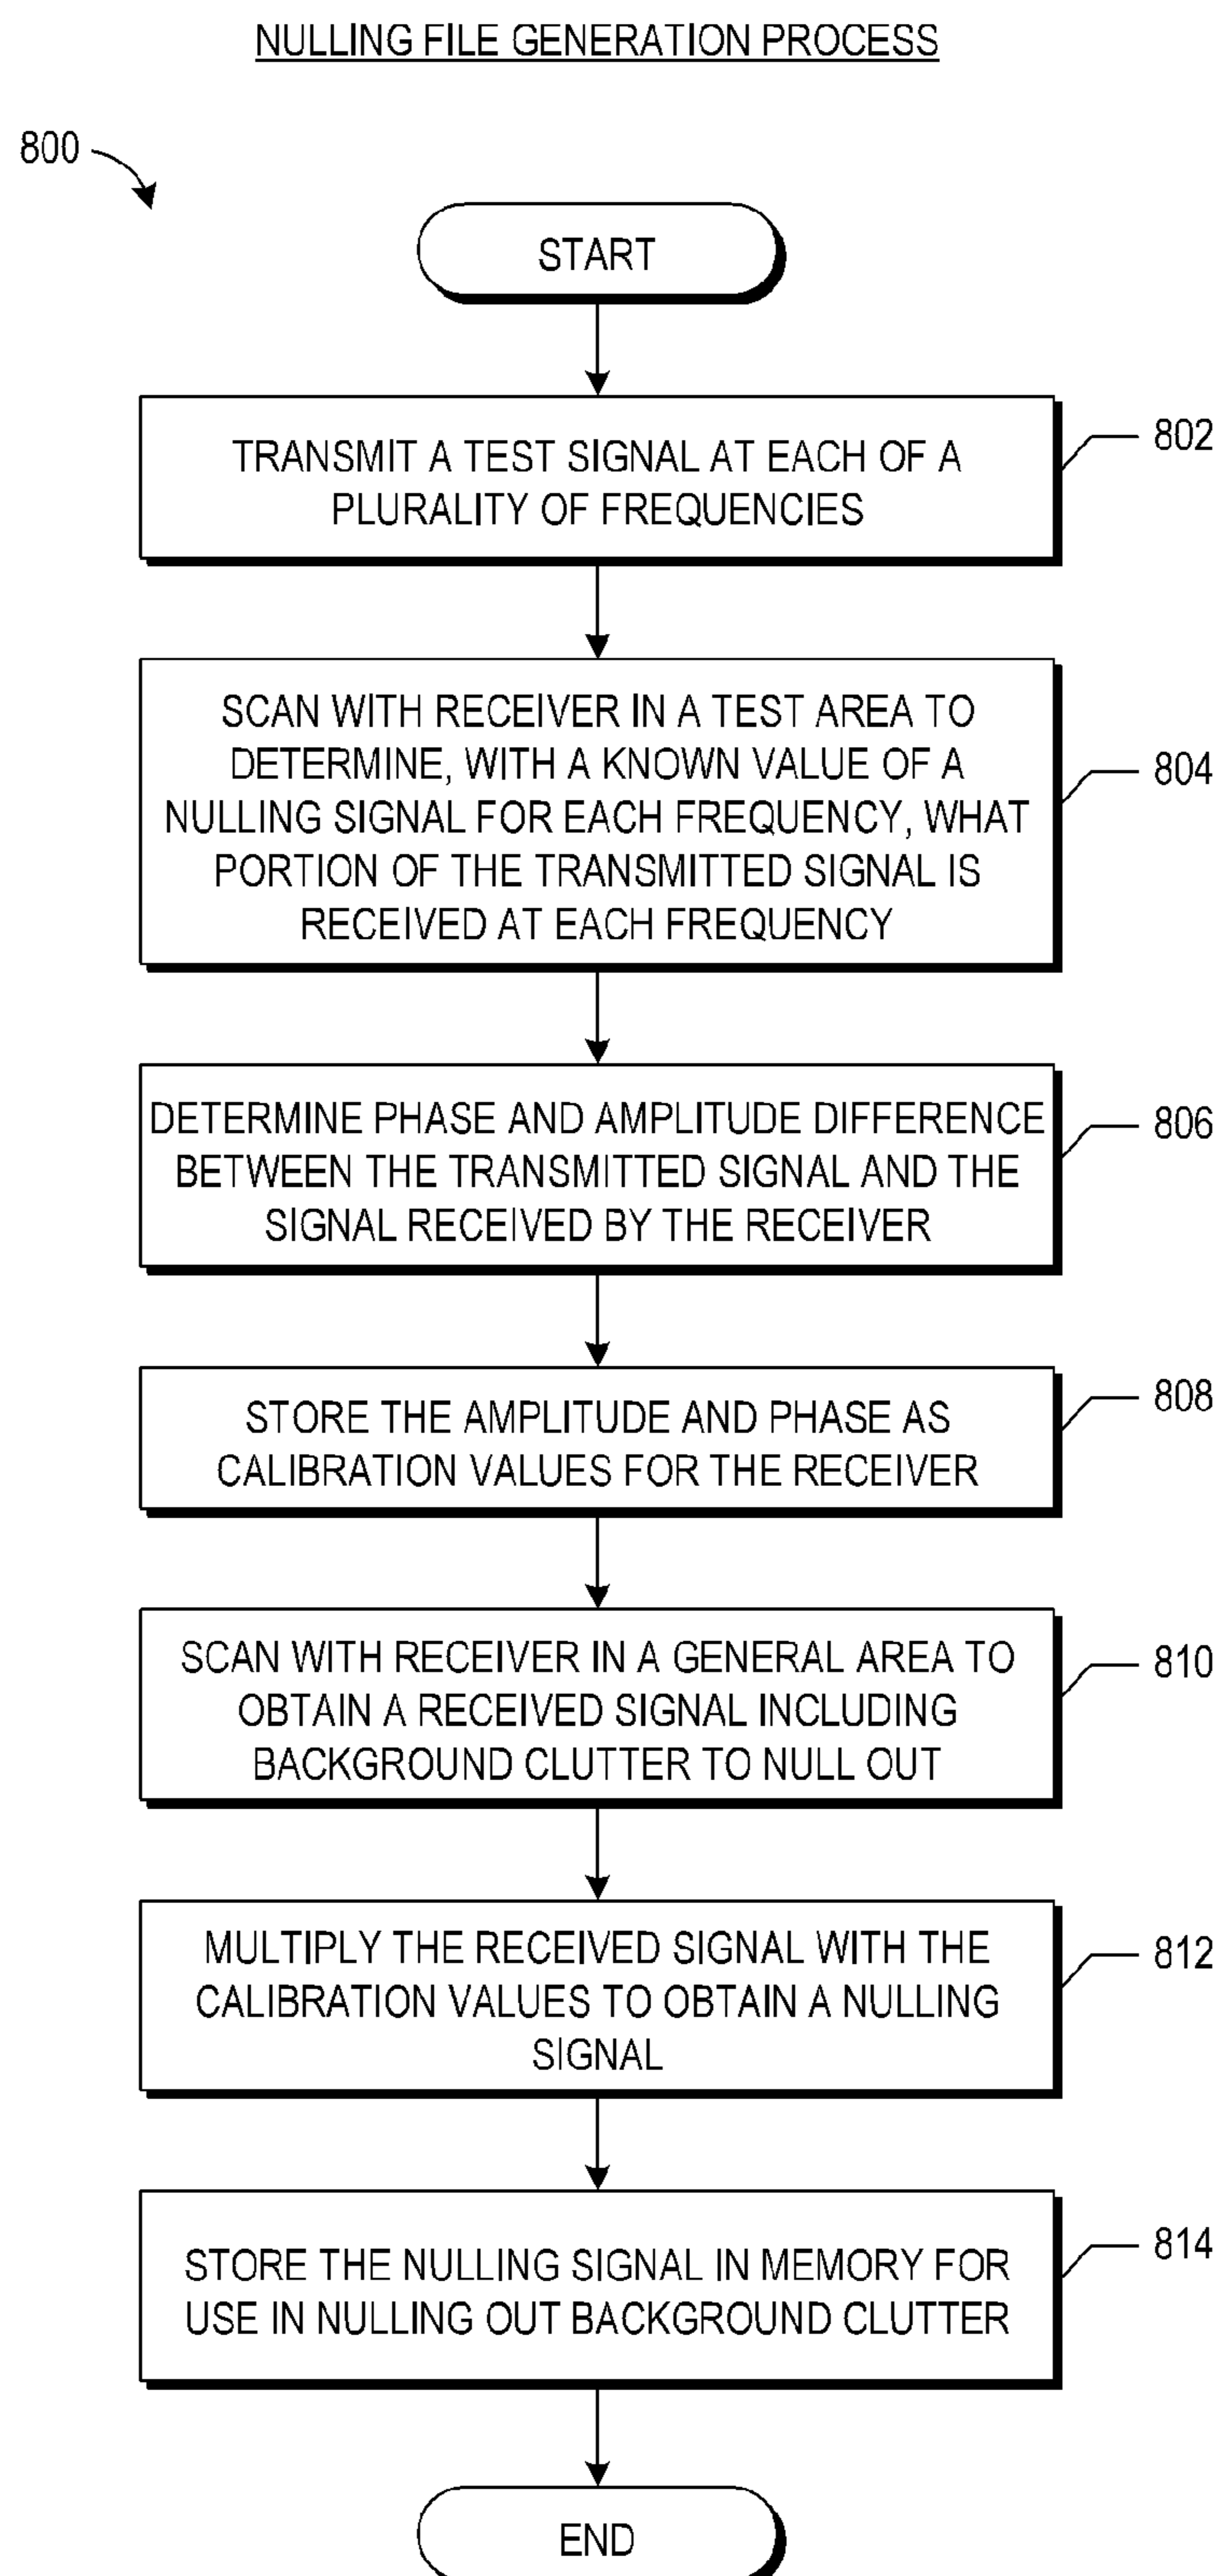 NULLING FILE GENERATION PROCESS
800
START
TRANSMIT A TEST SIGNAL AT EACH OF A
PLURALITY OF FREQUENCIES
802
SCAN WITH RECEIVER IN A TEST AREA TO
DETERMINE, WITH A KNOWN VALUE OF A
NULLING SIGNAL FOR EACH FREQUENCY, WHAT
PORTION OF THE TRANSMITTED SIGNAL IS
RECEIVED AT EACH FREQUENCY
804
DETERMINE PHASE AND AMPLITUDE DIFFERENCE
BETWEEN THE TRANSMITTED SIGNAL AND THE
SIGNAL RECEIVED BY THE RECEIVER
806
STORE THE AMPLITUDE AND PHASE AS
CALIBRATION VALUES FOR THE RECEIVER
808
SCAN WITH RECEIVER IN A GENERAL AREA TO
OBTAIN A RECEIVED SIGNAL INCLUDING
BACKGROUND CLUTTER TO NULL OUT
810
MULTIPLY THE RECEIVED SIGNAL WITH THE
CALIBRATION VALUES TO OBTAIN A NULLING
SIGNAL
812
STORE THE NULLING SIGNAL IN MEMORY FOR
USE IN NULLING OUT BACKGROUND CLUTTER
814
END